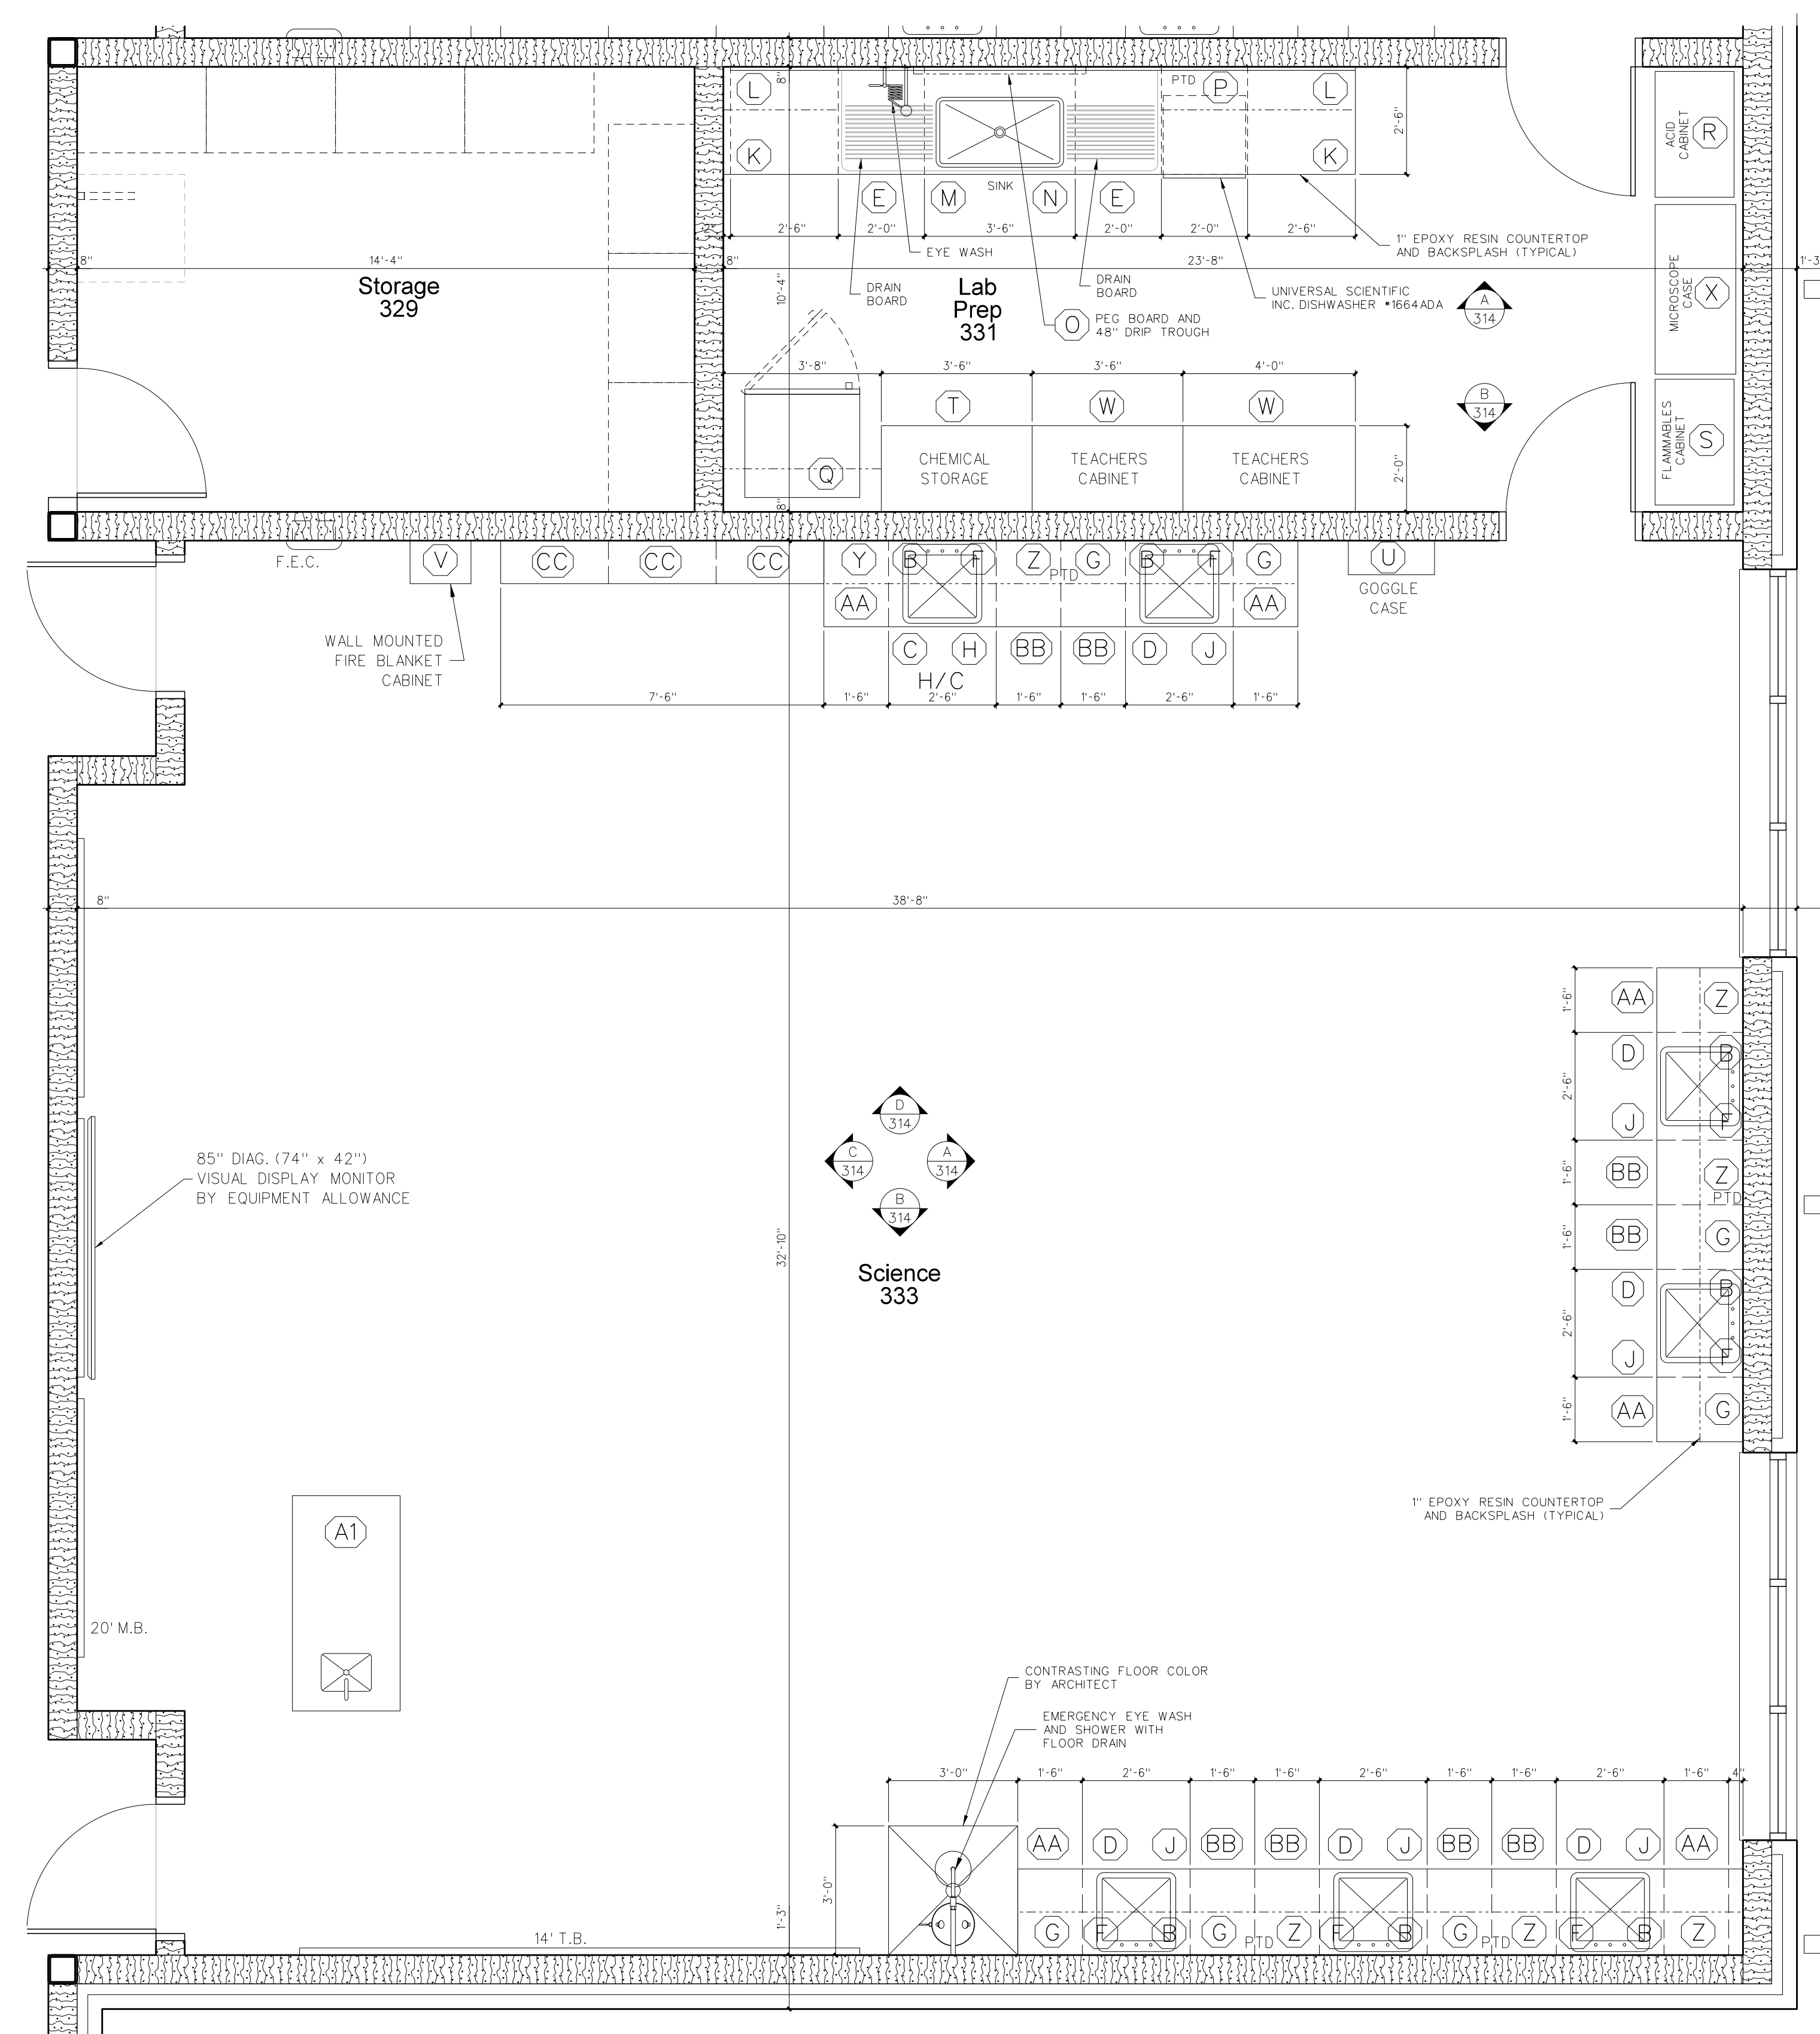 L
8"
PTD
P
L
K
K
2'-6"
ACID
CABINET
R
SINK
E
M
N
E
2'-6"
2'-0"
3'-6"
2'-0"
2'-0"
2'-6"
EYE WASH
1" EPOXY RESIN COUNTERTOP
AND BACKSPLASH (TYPICAL)
8"
14'-4"
8"
23'-8"
1'-3
Storage
329
10'-4"
DRAIN
BOARD
Lab
Prep
331
DRAIN
BOARD
UNIVERSAL SCIENTIFIC
INC. DISHWASHER *1664ADA
O
PEG BOARD AND
48" DRIP TROUGH
A
314
MICROSCOPE
CASE
X
3'-8"
3'-6"
3'-6"
4'-0"
T
W
W
B
314
FLAMMABLES
CABINET
S
Q
CHEMICAL
STORAGE
TEACHERS
CABINET
TEACHERS
CABINET
2'-0"
8"
F.E.C.
V
CC
CC
CC
Y
B
F
Z
PTD
G
B
F
G
U
AA
AA
GOGGLE
CASE
WALL MOUNTED
FIRE BLANKET
CABINET
C
H
BB
BB
D
J
H/C
7'-6"
1'-6"
2'-6"
1'-6"
1'-6"
2'-6"
1'-6"
8"
38'-8"
1'-6"
AA
Z
2'-6"
D
B
J
F
1'-6"
BB
Z
PTD
1'-6"
BB
G
2'-6"
D
B
J
F
1'-6"
AA
G
D
314
C
314
A
314
B
314
85" DIAG. (74" x 42")
VISUAL DISPLAY MONITOR
BY EQUIPMENT ALLOWANCE
32'-10"
Science
333
1" EPOXY RESIN COUNTERTOP
AND BACKSPLASH (TYPICAL)
A1
20' M.B.
CONTRASTING FLOOR COLOR
BY ARCHITECT
EMERGENCY EYE WASH
AND SHOWER WITH
FLOOR DRAIN
3'-0"
1'-6"
2'-6"
1'-6"
1'-6"
2'-6"
1'-6"
1'-6"
2'-6"
1'-6"
4"
AA
D
J
BB
BB
D
J
BB
BB
D
J
AA
3'-0"
1'-3"
14' T.B.
G
F
B
G
PTD
Z
F
B
G
PTD
Z
F
B
Z